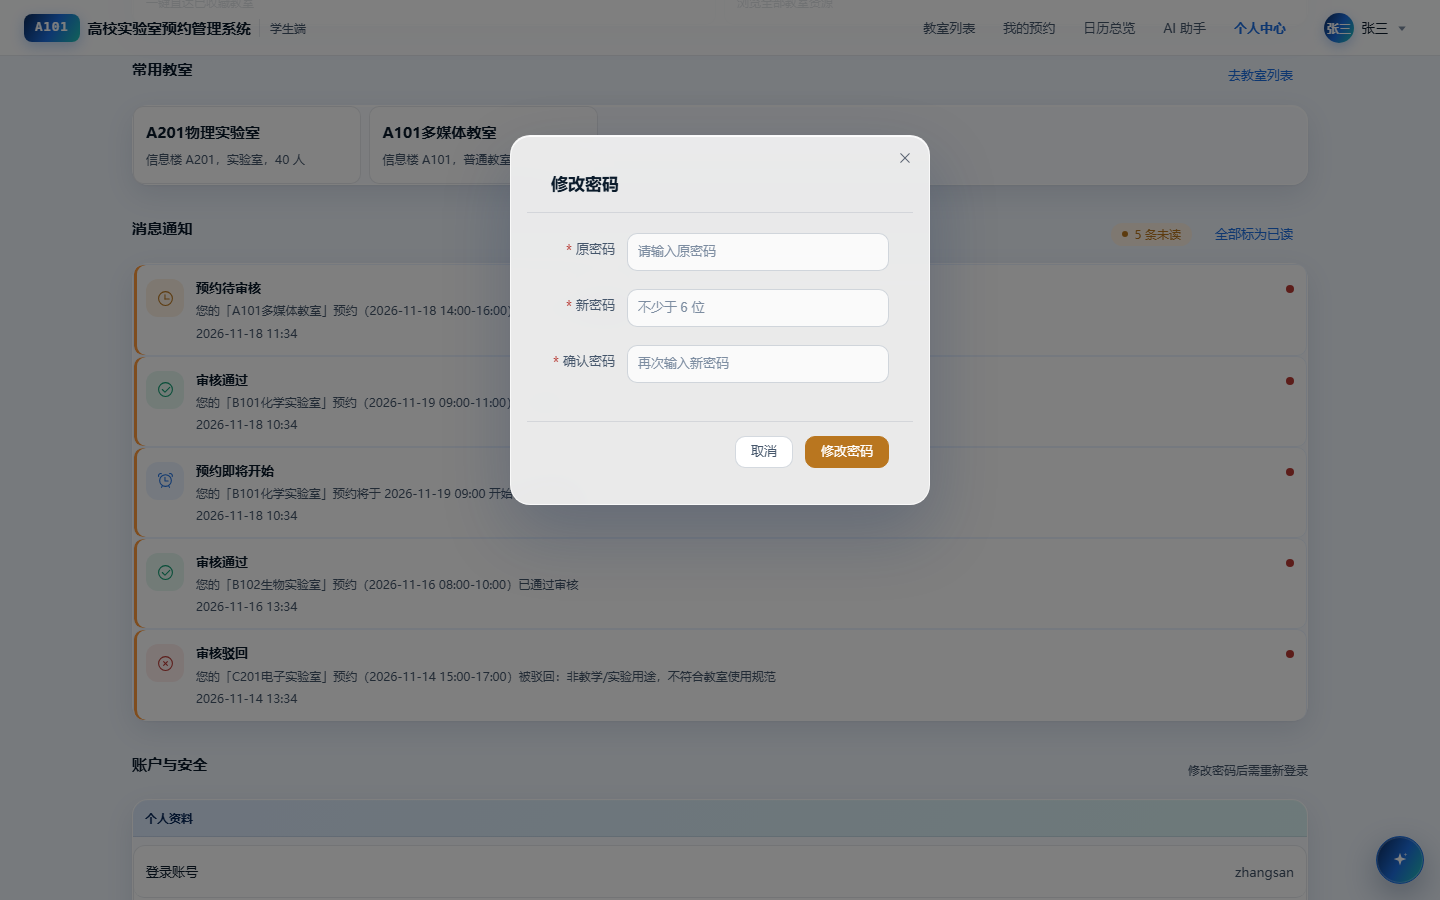 A101 高校实验室预约管理系统 学生端 教室列表 我的预约 日历总览 AI 助手 个人中心 张三 张三
常用教室 去教室列表
A201物理实验室 A101多媒体教室
信息楼 A201，实验室，40 人 信息楼 A101，普通教室
消息通知 5 条未读 全部标为已读
预约待审核
您的「A101多媒体教室」预约（2026-11-18 14:00-16:00）
2026-11-18 11:34
审核通过
您的「B101化学实验室」预约（2026-11-19 09:00-11:00）
2026-11-18 10:34
预约即将开始
您的「B101化学实验室」预约将于 2026-11-19 09:00 开始
2026-11-18 10:34
审核通过
您的「B102生物实验室」预约（2026-11-16 08:00-10:00）已通过审核
2026-11-16 13:34
审核驳回
您的「C201电子实验室」预约（2026-11-14 15:00-17:00）被驳回：非教学/实验用途，不符合教室使用规范
2026-11-14 13:34
账户与安全 修改密码后需重新登录
个人资料
登录账号 zhangsan
修改密码
* 原密码 请输入原密码
* 新密码 不少于 6 位
* 确认密码 再次输入新密码
取消 修改密码